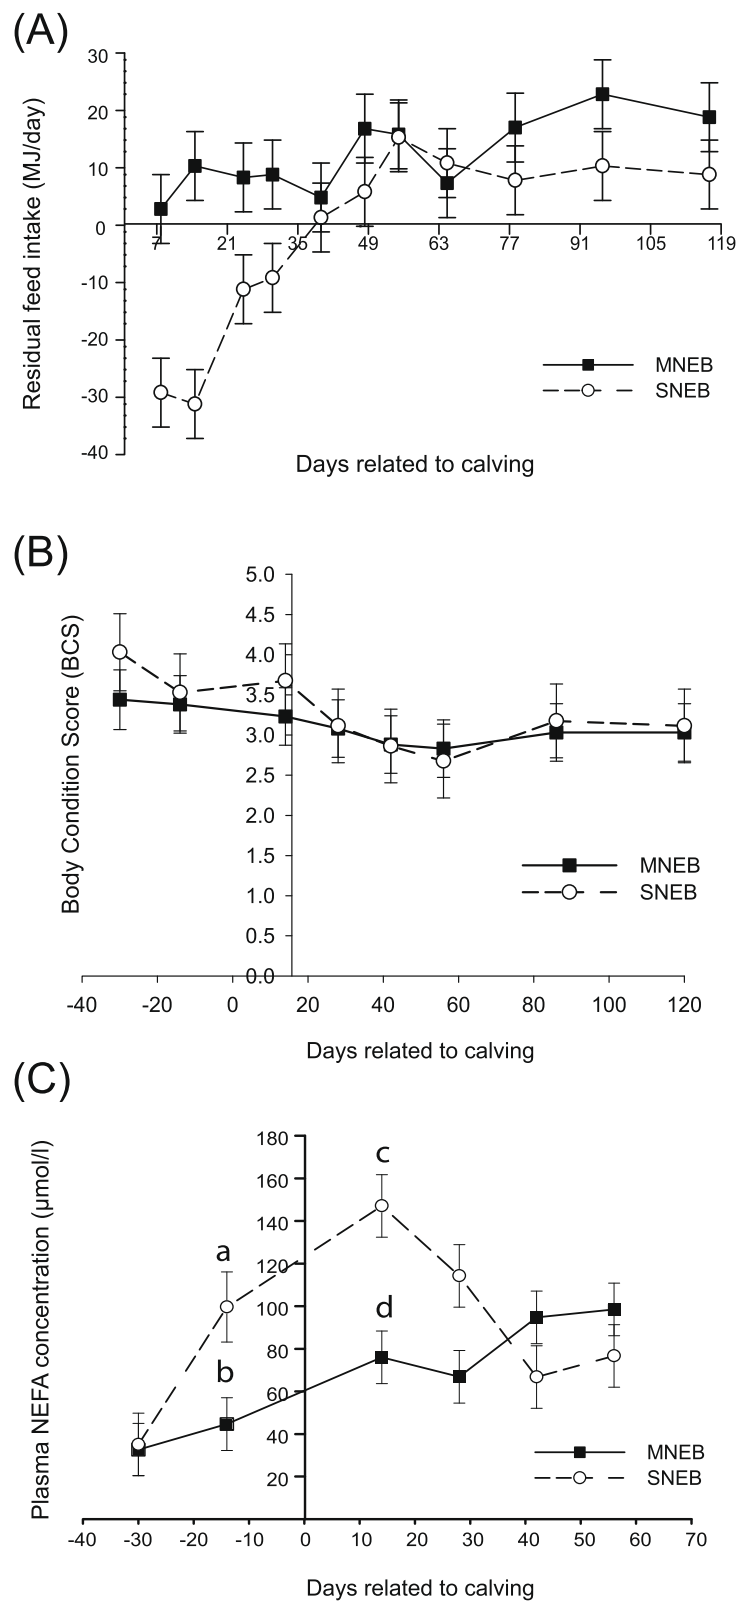 (A)
Residual feed intake (MJ/day)
30
20
10
0
-10
-20
-30
-40
7 21 35 49 63 77 91 105 119
MNEB
SNEB
Days related to calving
(B)
Body Condition Score (BCS)
5.0
4.5
4.0
3.5
3.0
2.5
2.0
1.5
1.0
0.5
0.0
MNEB
SNEB
-40 -20 0 20 40 60 80 100 120
Days related to calving
(C)
Plasma NEFA concentration (µmol/l)
180
160
140
120
100
80
60
40
20
c
a
d
b
MNEB
SNEB
-40 -30 -20 -10 0 10 20 30 40 50 60 70
Days related to calving